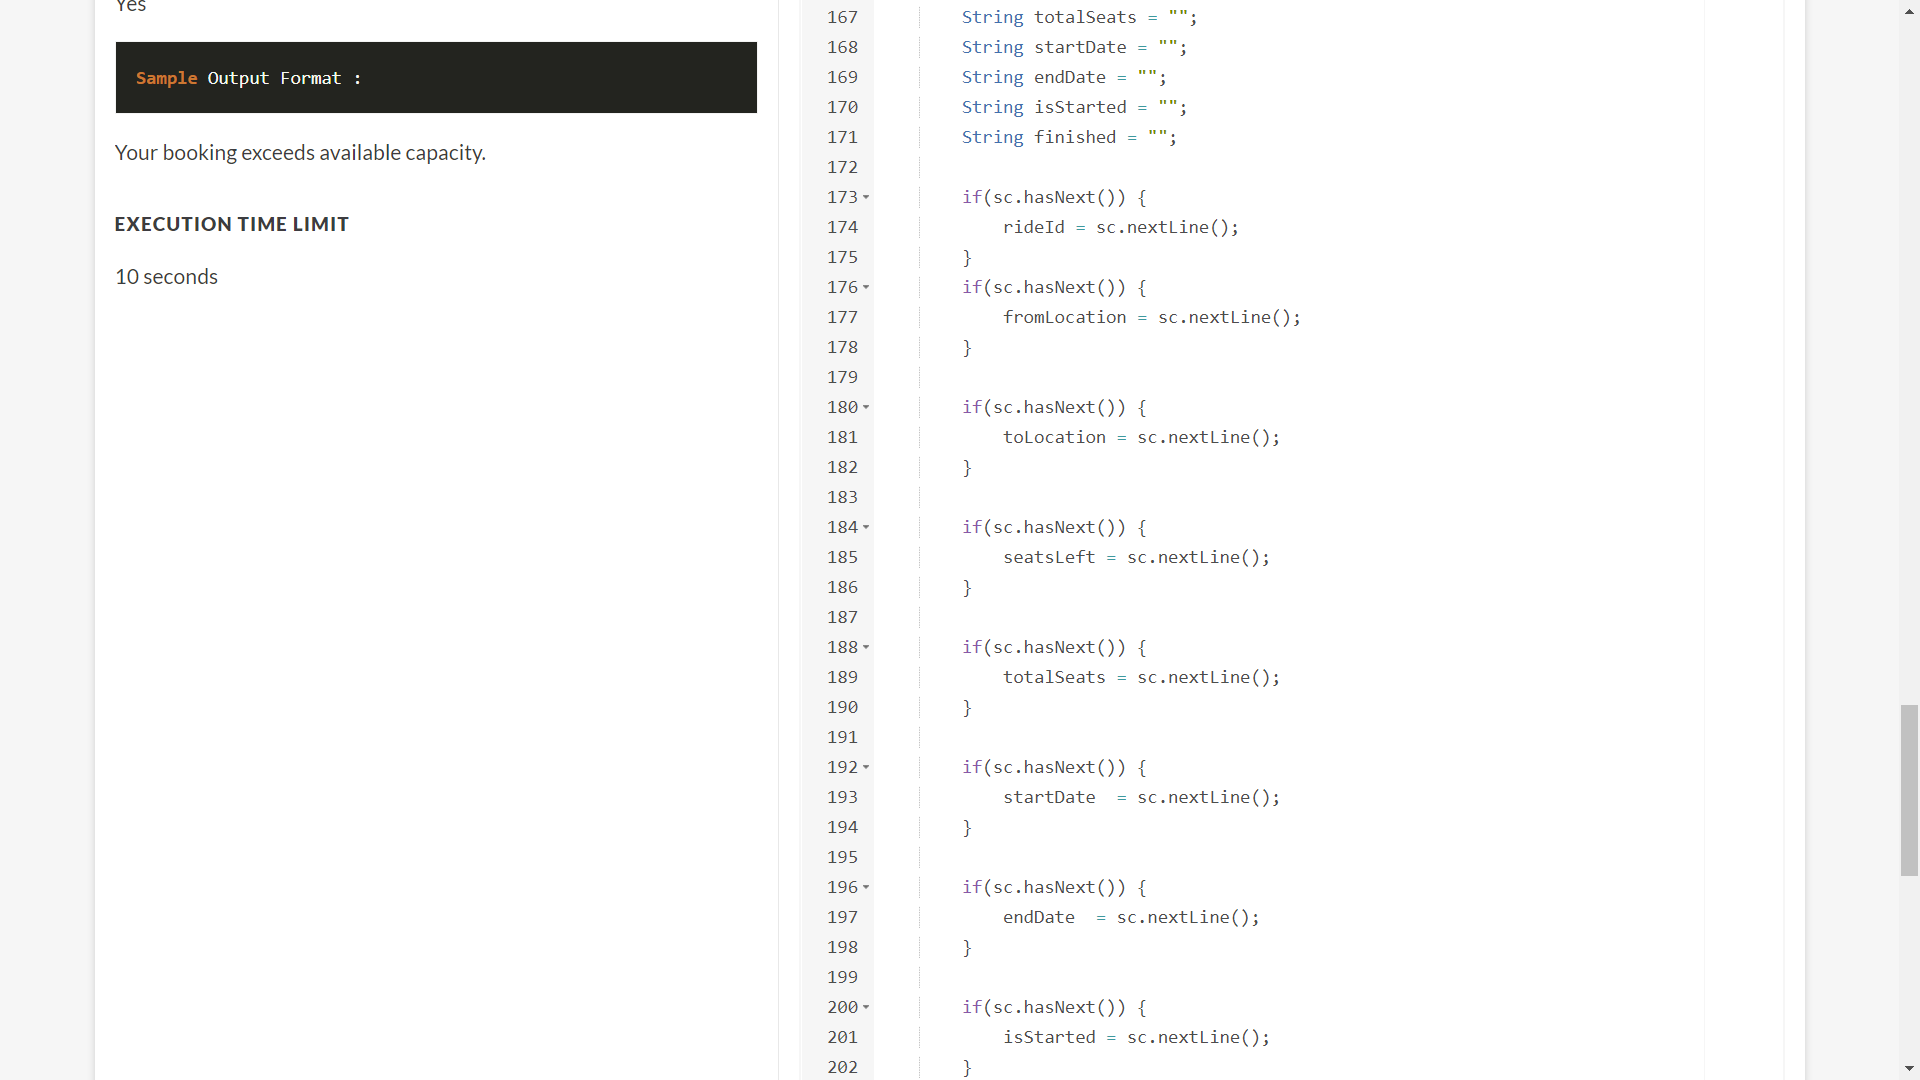 Yes
Sample Output Format :
Your booking exceeds available capacity.
EXECUTION TIME LIMIT
10 seconds
167 String totalSeats = "";
168 String startDate = "";
169 String endDate = "";
170 String isStarted = "";
171 String finished = "";
172
173 if(sc.hasNext()) {
174 rideId = sc.nextLine();
175 }
176 if(sc.hasNext()) {
177 fromLocation = sc.nextLine();
178 }
179
180 if(sc.hasNext()) {
181 toLocation = sc.nextLine();
182 }
183
184 if(sc.hasNext()) {
185 seatsLeft = sc.nextLine();
186 }
187
188 if(sc.hasNext()) {
189 totalSeats = sc.nextLine();
190 }
191
192 if(sc.hasNext()) {
193 startDate  = sc.nextLine();
194 }
195
196 if(sc.hasNext()) {
197 endDate  = sc.nextLine();
198 }
199
200 if(sc.hasNext()) {
201 isStarted = sc.nextLine();
202 }